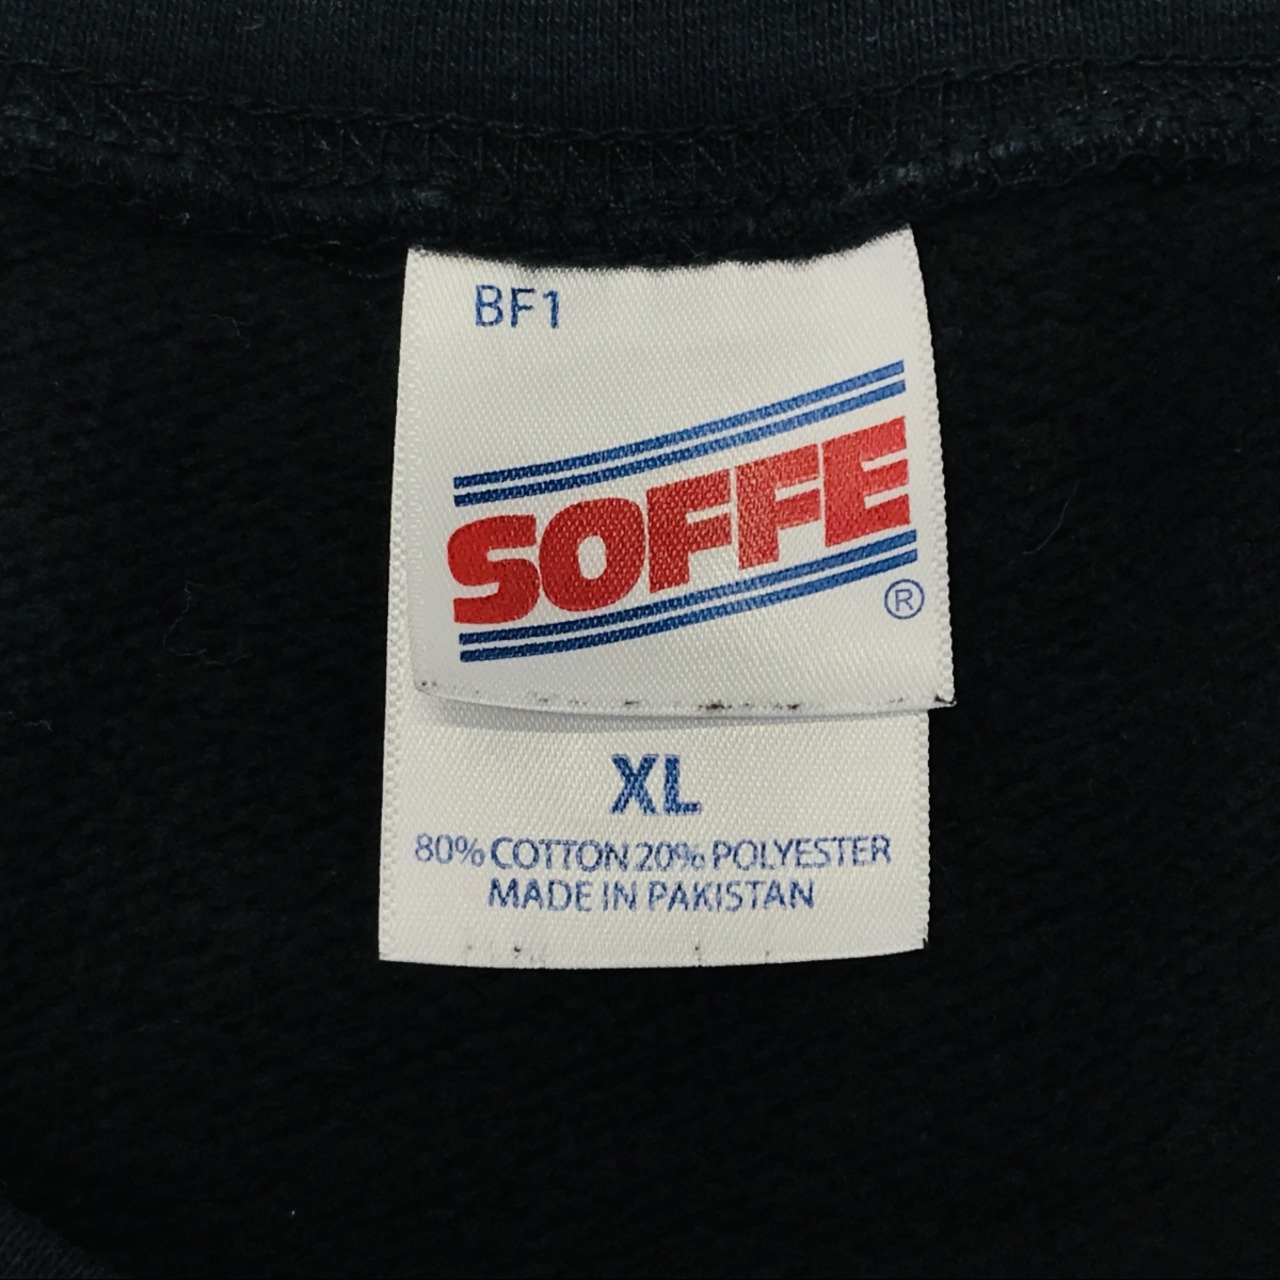 BF1
SOFFE
®
XL
80% COTTON 20% POLYESTER
MADE IN PAKISTAN